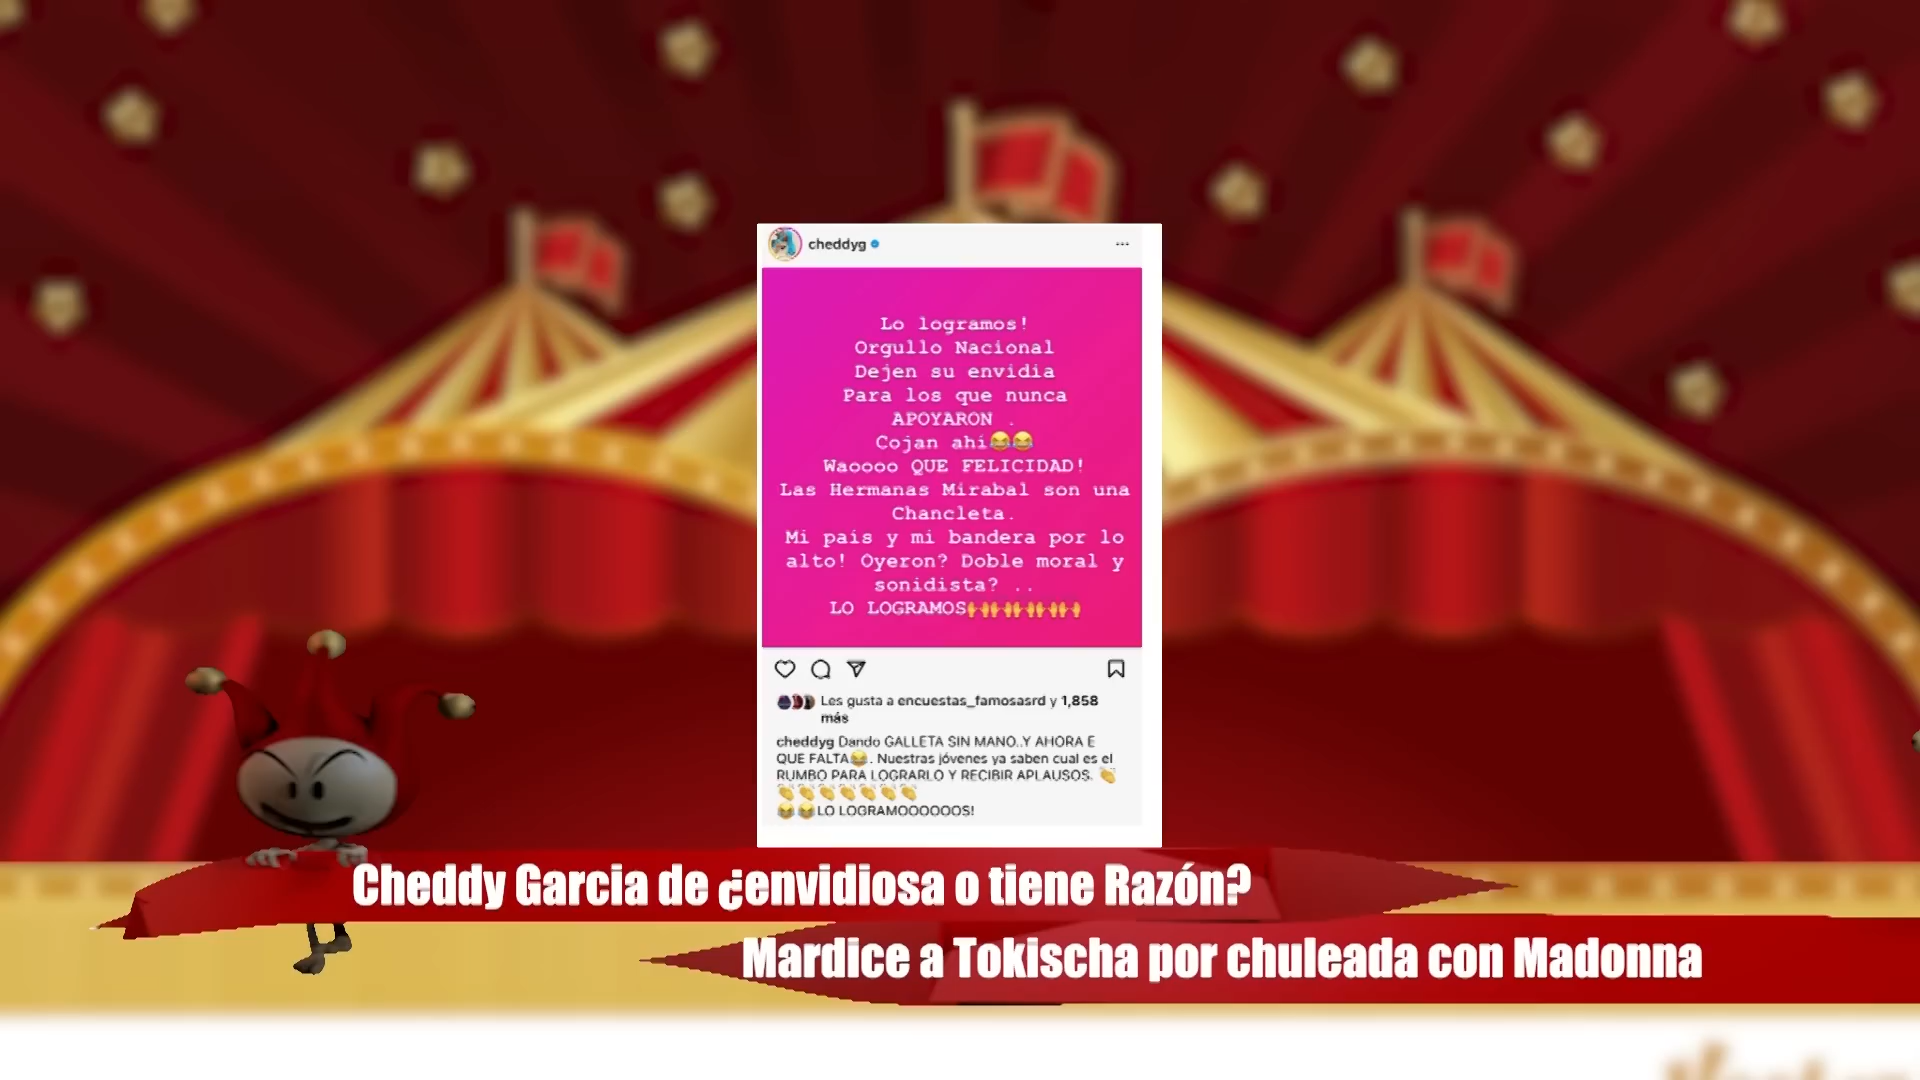 cheddyg
Lo logramos!
Orgullo Nacional
Dejen su envidia
Para los que nunca
APOYARON .
Cojan ahí😂😂
Waoooo QUE FELICIDAD!
Las Hermanas Mirabal son una
Chancleta.
Mi país y mi bandera por lo
alto! Oyeron? Doble moral y
sonidista? ..
LO LOGRAMOS🙌🙌🙌🙌🙌
Les gusta a encuestas_famosasrd y 1,858
más
cheddyg Dando GALLETA SIN MANO..Y AHORA E
QUE FALTA😂. Nuestras jóvenes ya saben cual es el
RUMBO PARA LOGRARLO Y RECIBIR APLAUSOS. 👏
👏👏👏👏👏👏👏
😂😂LO LOGRAMOOOOOOS!
Cheddy Garcia de ¿envidiosa o tiene Razón?
Mardice a Tokischa por chuleada con Madonna